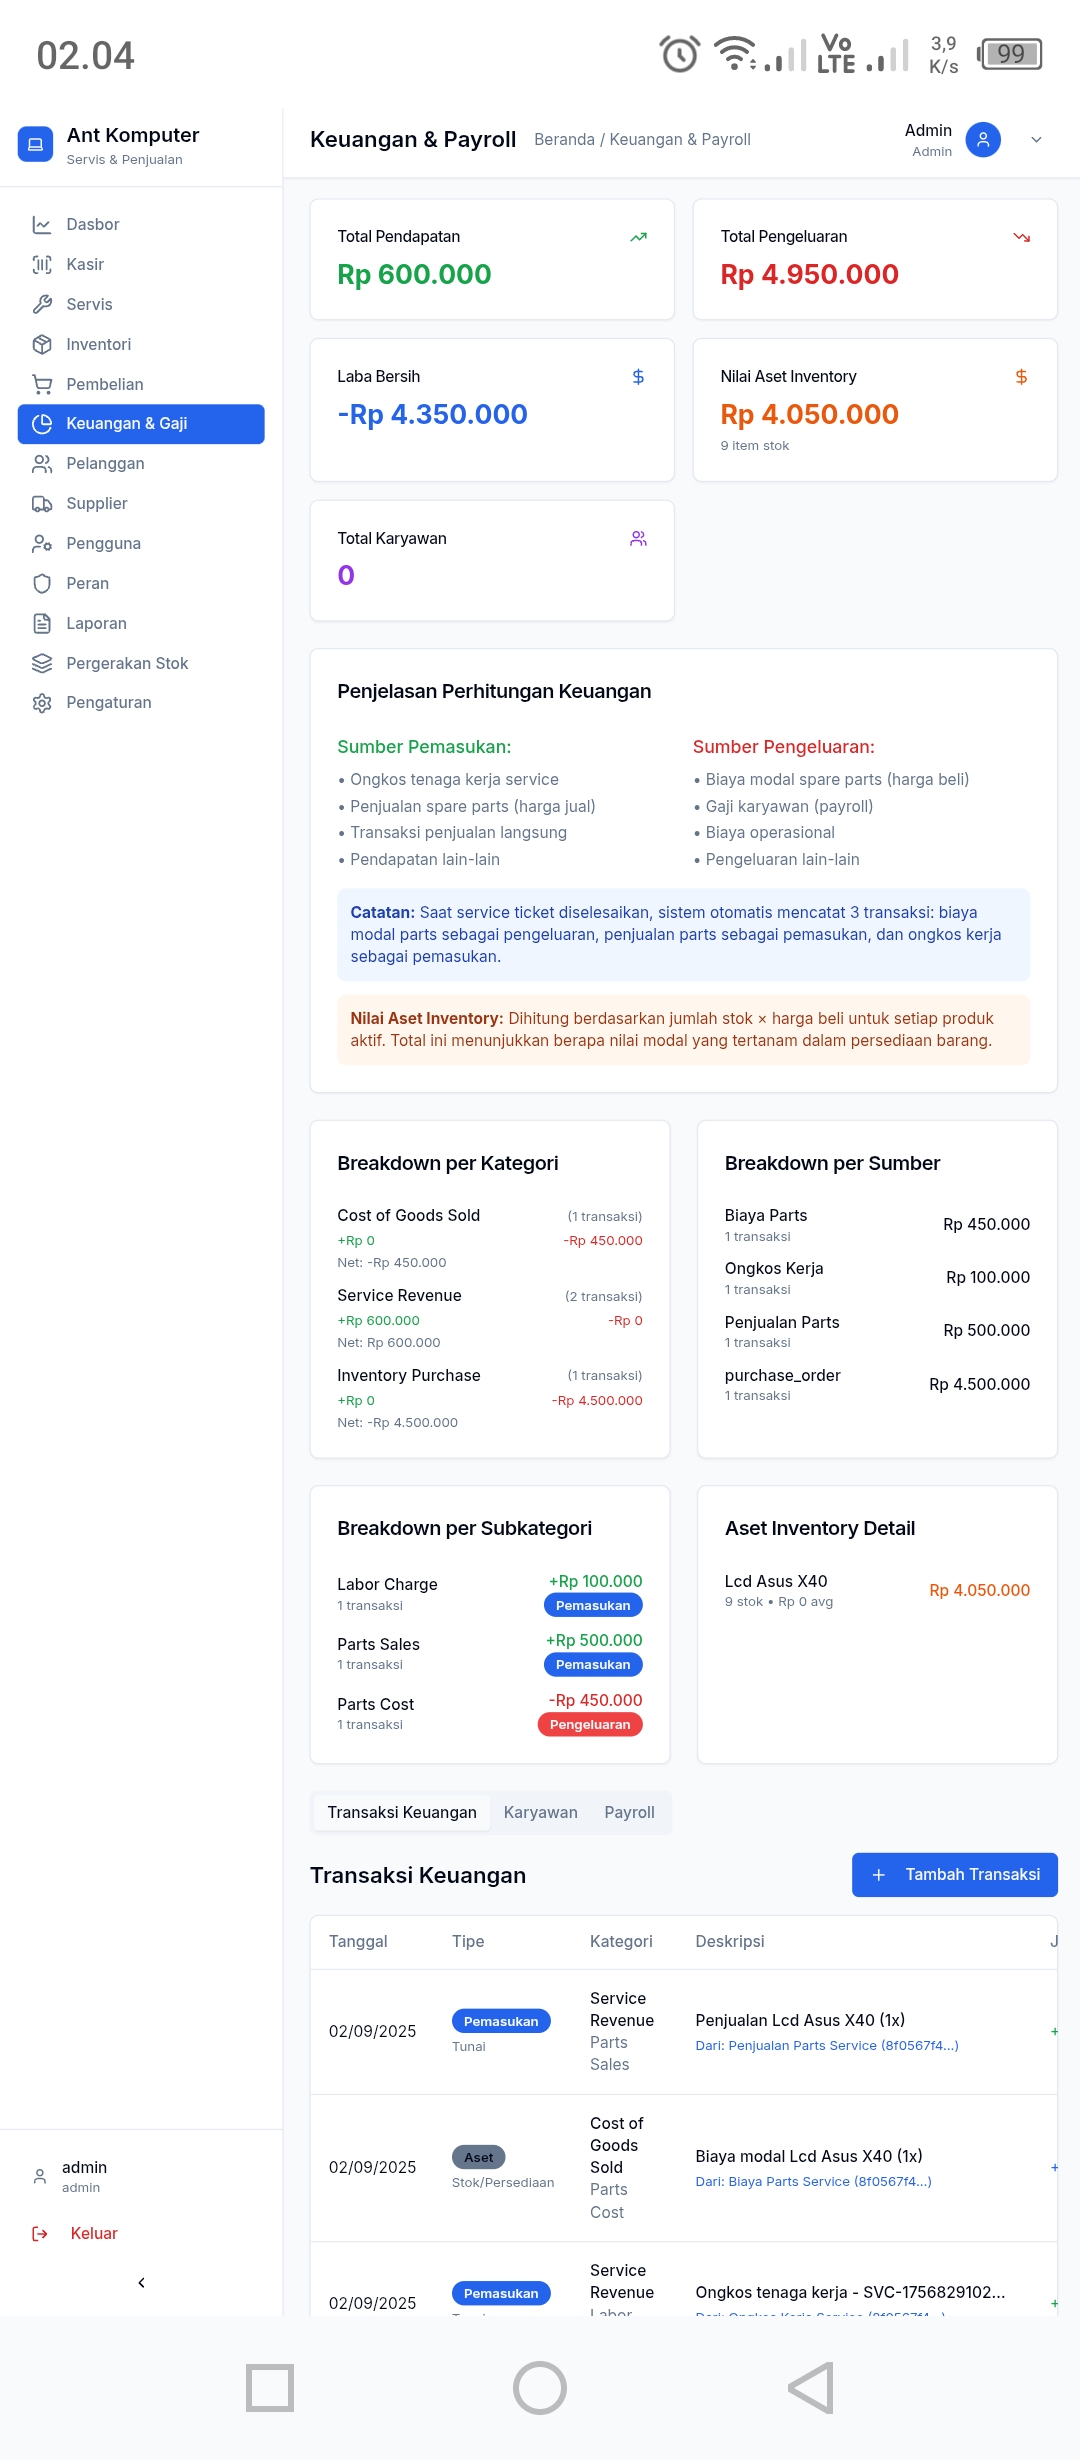 02.04
Vo
LTE
3,9
K/s
99
Ant Komputer
Servis & Penjualan
Keuangan & Payroll
Beranda / Keuangan & Payroll
Admin
Admin
Dasbor
Kasir
Servis
Inventori
Pembelian
Keuangan & Gaji
Pelanggan
Supplier
Pengguna
Peran
Laporan
Pergerakan Stok
Pengaturan
Total Pendapatan
Rp 600.000
Total Pengeluaran
Rp 4.950.000
Laba Bersih
-Rp 4.350.000
Nilai Aset Inventory
Rp 4.050.000
9 item stok
Total Karyawan
0
Penjelasan Perhitungan Keuangan
Sumber Pemasukan:
• Ongkos tenaga kerja service
• Penjualan spare parts (harga jual)
• Transaksi penjualan langsung
• Pendapatan lain-lain
Sumber Pengeluaran:
• Biaya modal spare parts (harga beli)
• Gaji karyawan (payroll)
• Biaya operasional
• Pengeluaran lain-lain
Catatan: Saat service ticket diselesaikan, sistem otomatis mencatat 3 transaksi: biaya
modal parts sebagai pengeluaran, penjualan parts sebagai pemasukan, dan ongkos kerja
sebagai pemasukan.
Nilai Aset Inventory: Dihitung berdasarkan jumlah stok × harga beli untuk setiap produk
aktif. Total ini menunjukkan berapa nilai modal yang tertanam dalam persediaan barang.
Breakdown per Kategori
Cost of Goods Sold (1 transaksi)
+Rp 0 -Rp 450.000
Net: -Rp 450.000
Service Revenue (2 transaksi)
+Rp 600.000 -Rp 0
Net: Rp 600.000
Inventory Purchase (1 transaksi)
+Rp 0 -Rp 4.500.000
Net: -Rp 4.500.000
Breakdown per Sumber
Biaya Parts
1 transaksi
Rp 450.000
Ongkos Kerja
1 transaksi
Rp 100.000
Penjualan Parts
1 transaksi
Rp 500.000
purchase_order
1 transaksi
Rp 4.500.000
Breakdown per Subkategori
Labor Charge
1 transaksi
+Rp 100.000
Pemasukan
Parts Sales
1 transaksi
+Rp 500.000
Pemasukan
Parts Cost
1 transaksi
-Rp 450.000
Pengeluaran
Aset Inventory Detail
Lcd Asus X40
9 stok • Rp 0 avg
Rp 4.050.000
Transaksi Keuangan Karyawan Payroll
Transaksi Keuangan
+ Tambah Transaksi
Tanggal Tipe Kategori Deskripsi J
02/09/2025
Pemasukan
Tunai
Service
Revenue
Parts
Sales
Penjualan Lcd Asus X40 (1x)
Dari: Penjualan Parts Service (8f0567f4...)
+
02/09/2025
Aset
Stok/Persediaan
Cost of
Goods
Sold
Parts
Cost
Biaya modal Lcd Asus X40 (1x)
Dari: Biaya Parts Service (8f0567f4...)
+
02/09/2025
Pemasukan
Service
Revenue
Labor
Ongkos tenaga kerja - SVC-1756829102...
Dari: Ongkos Kerja Service (8f0567f4...)
+
admin
admin
Keluar